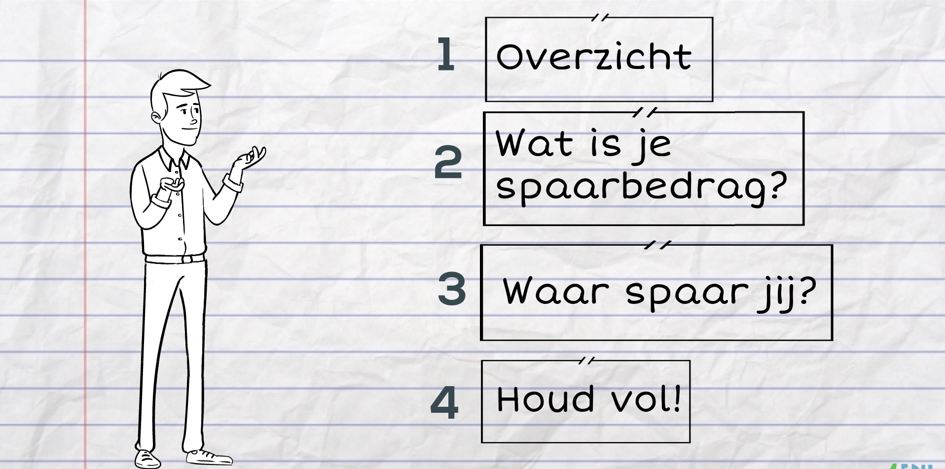 1 Overzicht
2 Wat is je
spaarbedrag?
3 Waar spaar jij?
4 Houd vol!